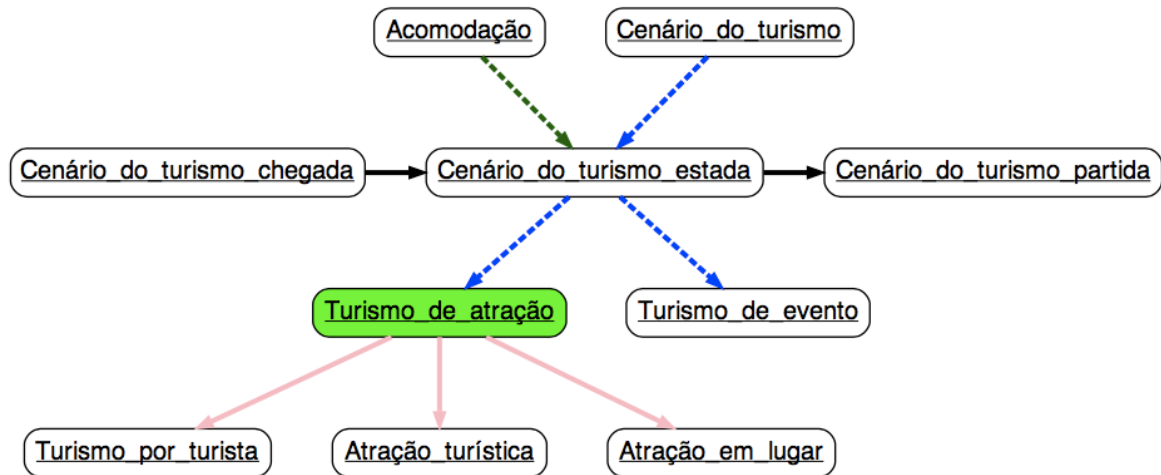 Acomodação
Cenário_do_turismo
Cenário_do_turismo_chegada
Cenário_do_turismo_estada
Cenário_do_turismo_partida
Turismo_de_atração
Turismo_de_evento
Turismo_por_turista
Atração_turística
Atração_em_lugar